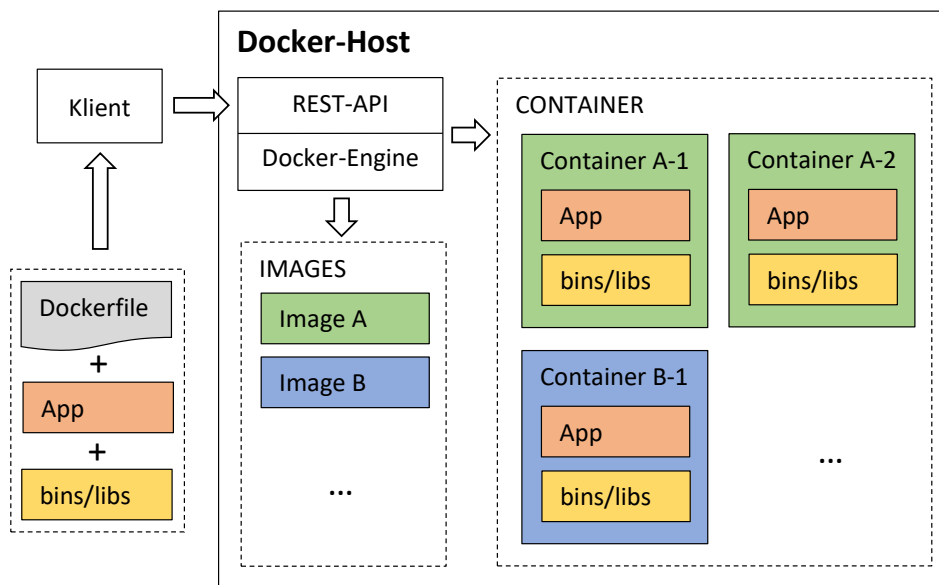 Docker-Host
Klient
REST-API
Docker-Engine
CONTAINER
Container A-1
App
bins/libs
Container A-2
App
bins/libs
IMAGES
Image A
Image B
...
Container B-1
App
bins/libs
...
Dockerfile
+
App
+
bins/libs